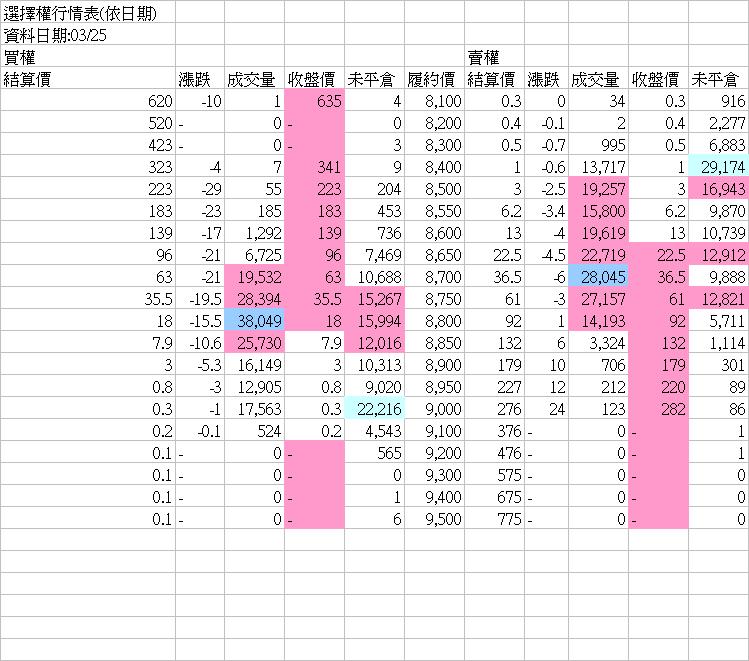 選擇權行情表(依日期)
資料日期:03/25
買權 賣權
結算價 漲跌 成交量 收盤價 未平倉 履約價 結算價 漲跌 成交量 收盤價 未平倉
620 -10 1 635 4 8,100 0.3 0 34 0.3 916
520 - 0 - 0 8,200 0.4 -0.1 2 0.4 2,277
423 - 0 - 3 8,300 0.5 -0.7 995 0.5 6,883
323 -4 7 341 9 8,400 1 -0.6 13,717 1 29,174
223 -29 55 223 204 8,500 3 -2.5 19,257 3 16,943
183 -23 185 183 453 8,550 6.2 -3.4 15,800 6.2 9,870
139 -17 1,292 139 736 8,600 13 -4 19,619 13 10,739
96 -21 6,725 96 7,469 8,650 22.5 -4.5 22,719 22.5 12,912
63 -21 19,532 63 10,688 8,700 36.5 -6 28,045 36.5 9,888
35.5 -19.5 28,394 35.5 15,267 8,750 61 -3 27,157 61 12,821
18 -15.5 38,049 18 15,994 8,800 92 1 14,193 92 5,711
7.9 -10.6 25,730 7.9 12,016 8,850 132 6 3,324 132 1,114
3 -5.3 16,149 3 10,313 8,900 179 10 706 179 301
0.8 -3 12,905 0.8 9,020 8,950 227 12 212 220 89
0.3 -1 17,563 0.3 22,216 9,000 276 24 123 282 86
0.2 -0.1 524 0.2 4,543 9,100 376 - 0 - 1
0.1 - 0 - 565 9,200 476 - 0 - 1
0.1 - 0 - 0 9,300 575 - 0 - 0
0.1 - 0 - 1 9,400 675 - 0 - 0
0.1 - 0 - 6 9,500 775 - 0 - 0